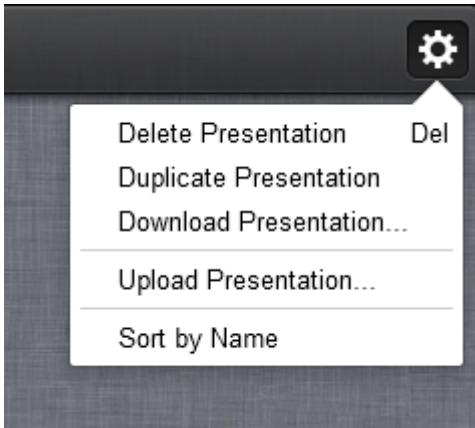 Delete Presentation Del
Duplicate Presentation
Download Presentation...
Upload Presentation...
Sort by Name